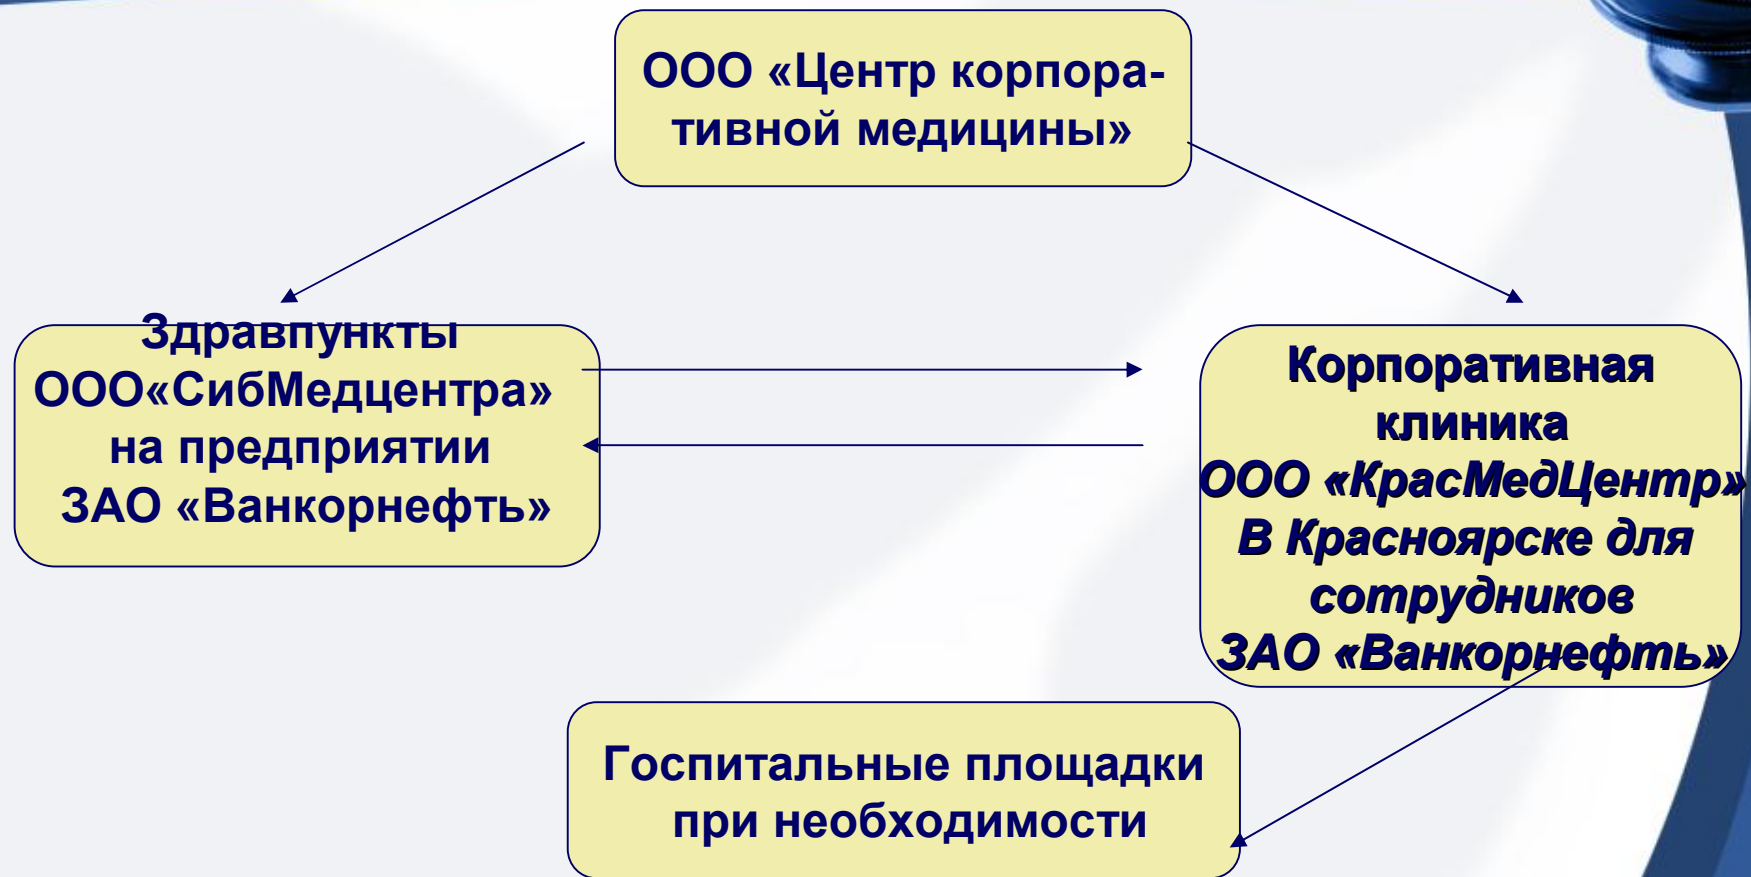 ООО «Центр корпора-
тивной медицины»
Здравпункты
ООО«СибМедцентра»
на предприятии
ЗАО «Ванкорнефть»
Корпоративная
клиника
ООО «КрасМедЦентр»
В Красноярске для
сотрудников
ЗАО «Ванкорнефть»
Госпитальные площадки
при необходимости